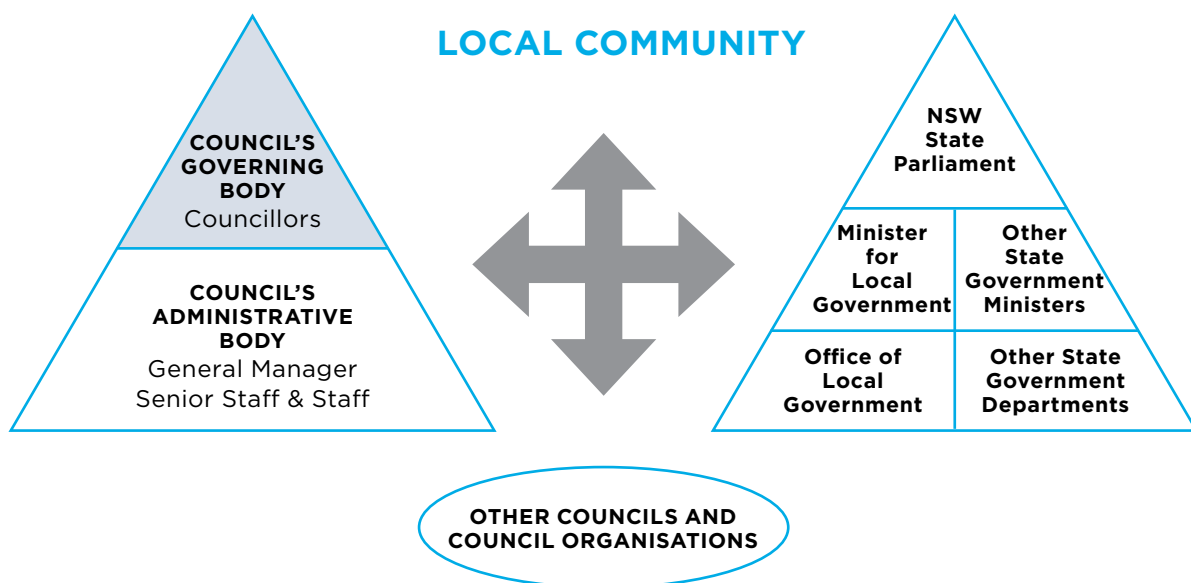 LOCAL COMMUNITY
COUNCIL’S
GOVERNING
BODY
Councillors
COUNCIL’S
ADMINISTRATIVE
BODY
General Manager
Senior Staff & Staff
NSW
State
Parliament
Minister
for
Local
Government
Other
State
Government
Ministers
Office of
Local
Government
Other State
Government
Departments
OTHER COUNCILS AND
COUNCIL ORGANISATIONS